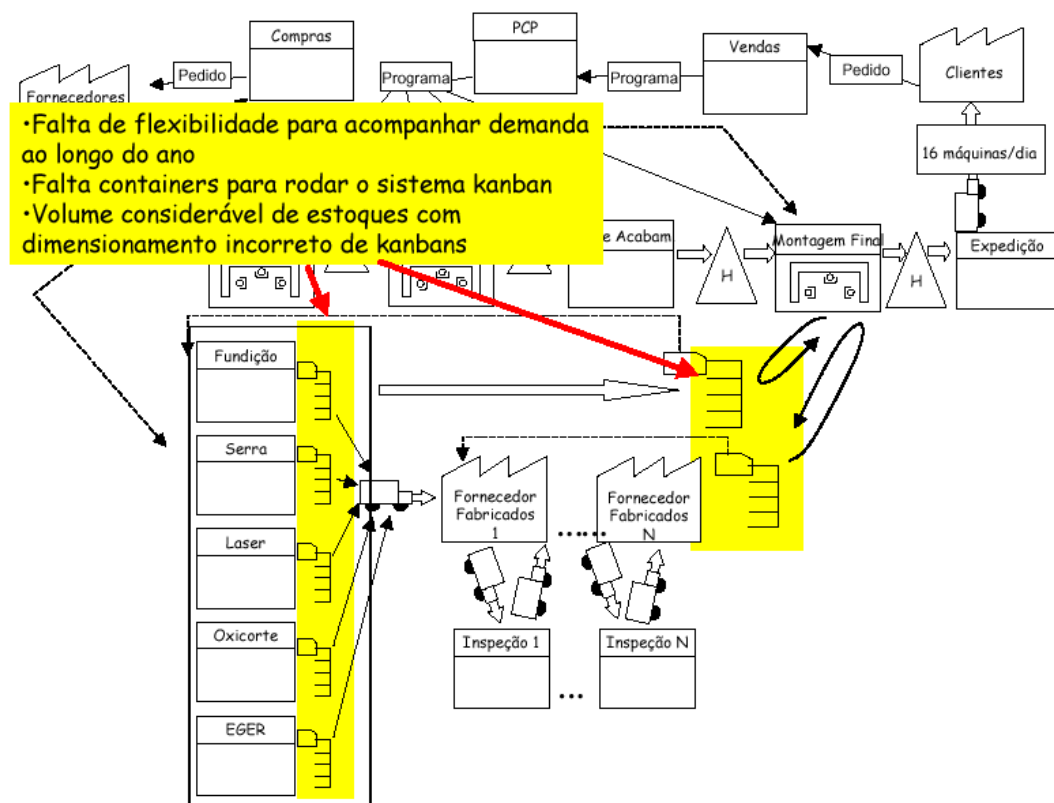 Compras
PCP
Vendas
Clientes
Fornecedores
Pedido
Programa
Programa
Pedido
16 máquinas/dia
•Falta de flexibilidade para acompanhar demanda
ao longo do ano
•Falta containers para rodar o sistema kanban
•Volume considerável de estoques com
dimensionamento incorreto de kanbans
e Acabam
H
Montagem Final
H
Expedição
Fundição
Serra
Laser
Oxicorte
EGER
Fornecedor
Fabricados
1
......
Fornecedor
Fabricados
N
Inspeção 1
...
Inspeção N